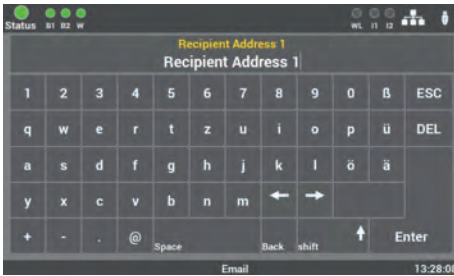 Status B1 B2 W WL I1 I2
Recipient Address 1
Recipient Address 1
1 2 3 4 5 6 7 8 9 0 ß ESC
q w e r t z u i o p ü DEL
a s d f g h j k l ö ä
y x c v b n m
+ - . @ Space Back shift Enter
Email 13:28:0